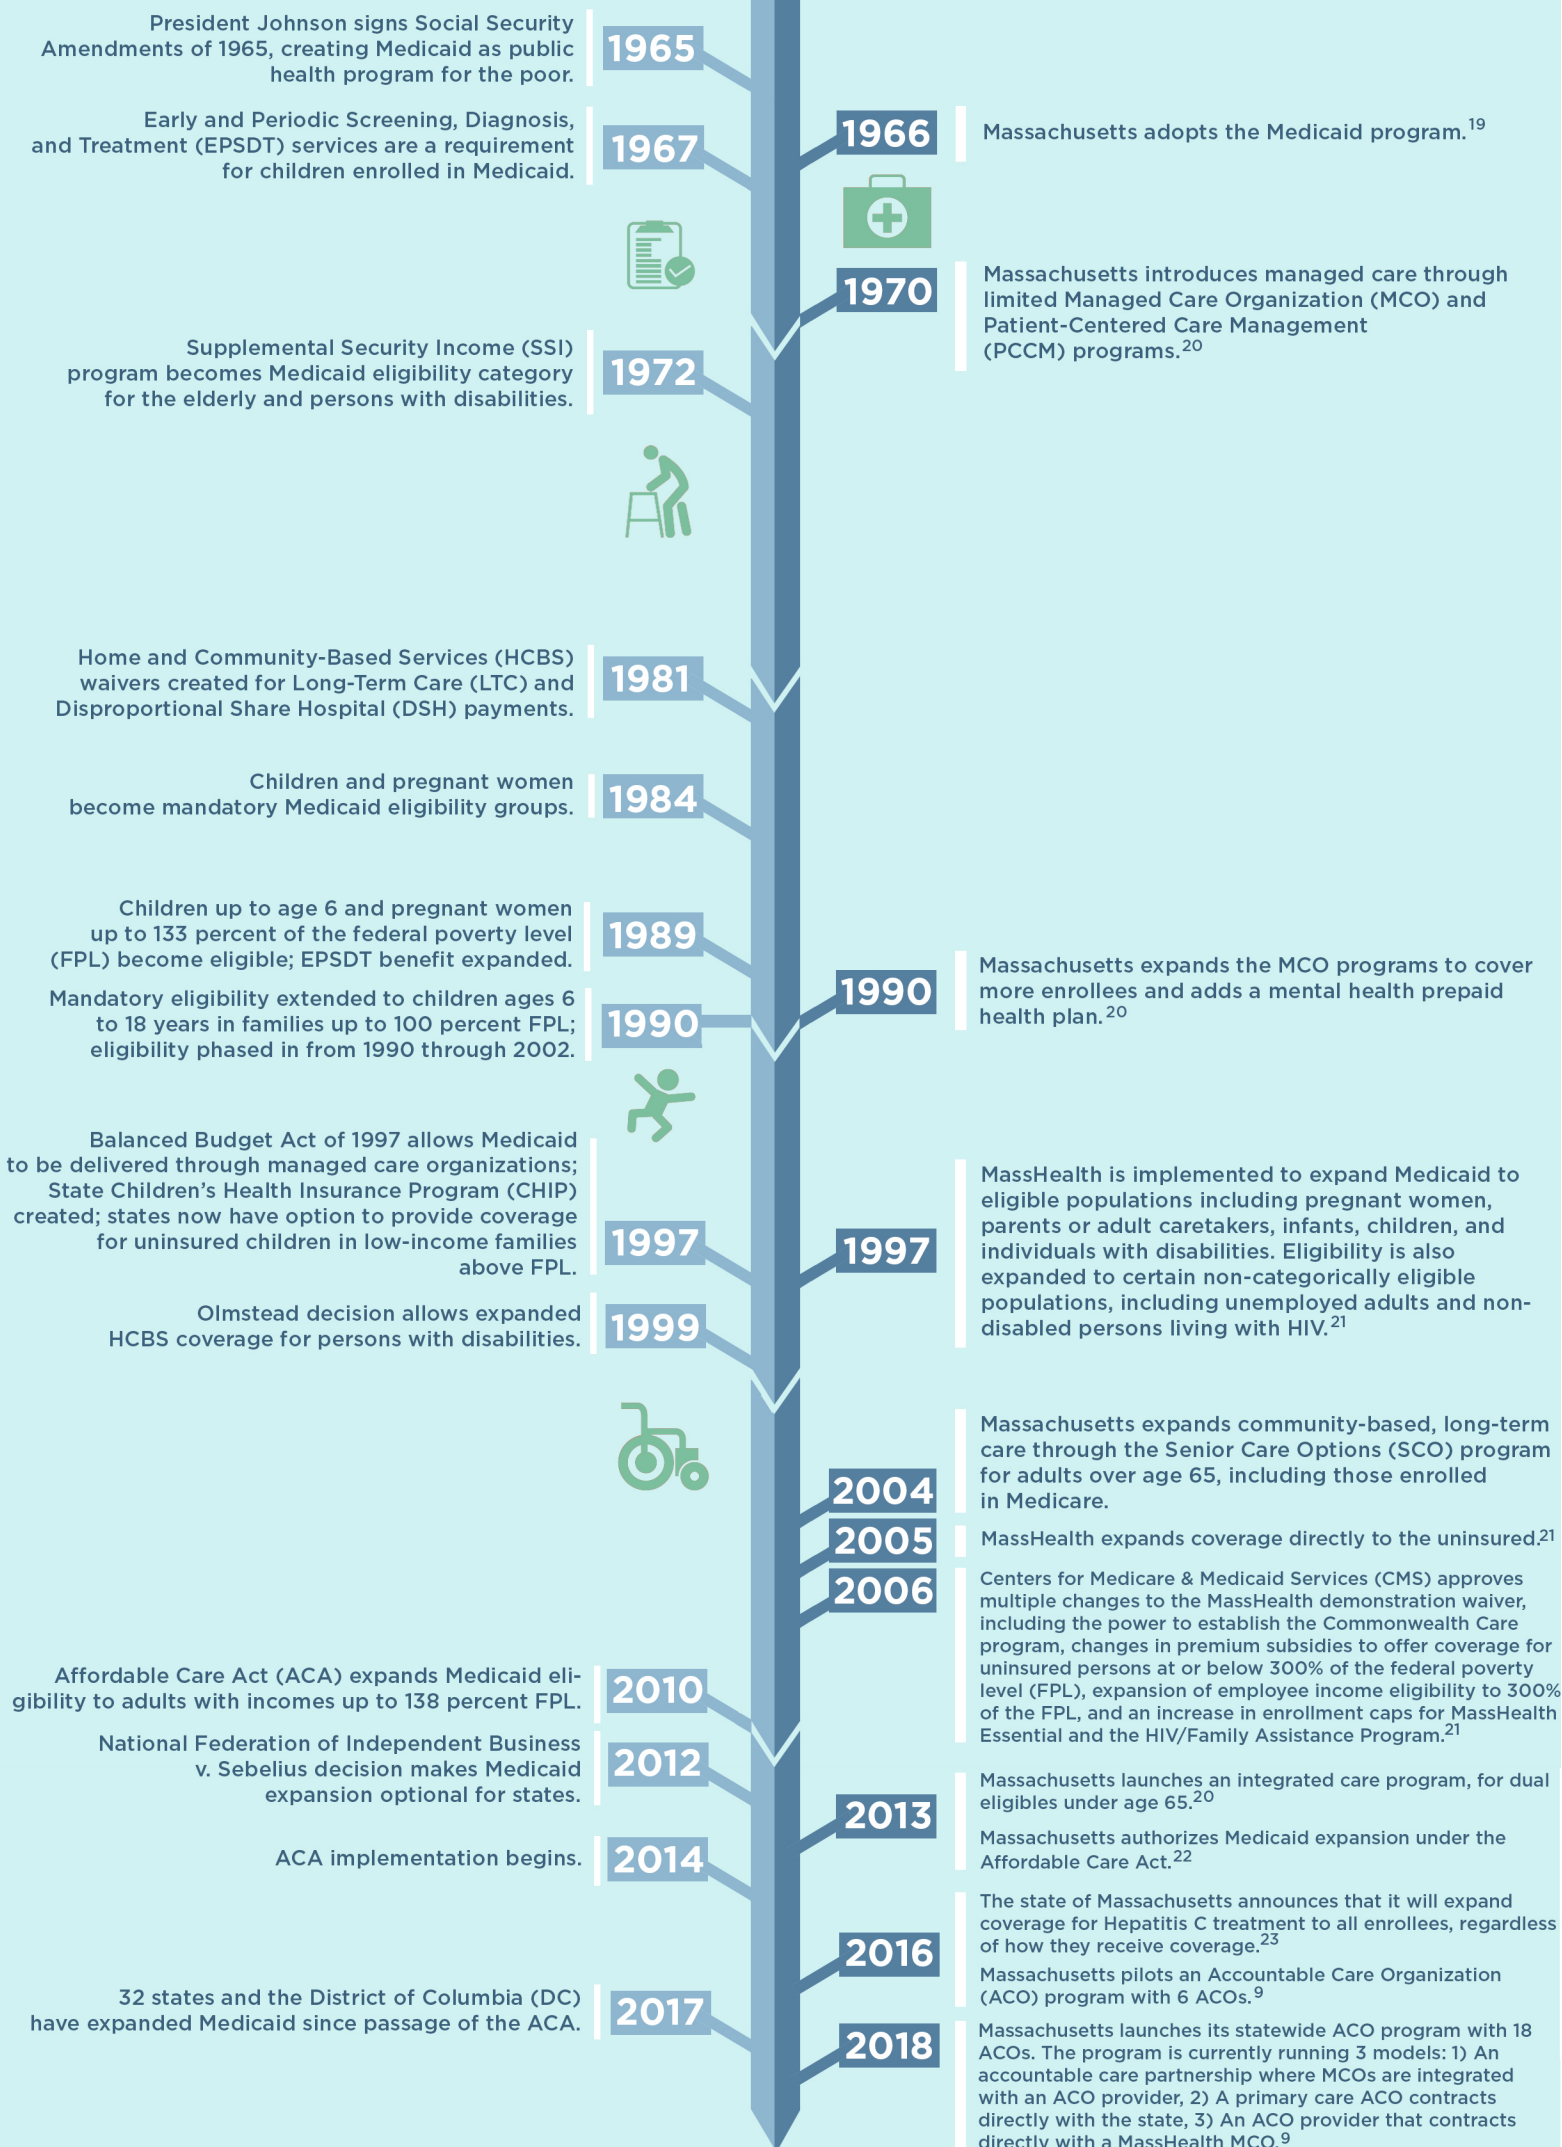 President Johnson signs Social Security
Amendments of 1965, creating Medicaid as public
health program for the poor.
1965
1966
Massachusetts adopts the Medicaid program.19
Early and Periodic Screening, Diagnosis,
and Treatment (EPSDT) services are a requirement
for children enrolled in Medicaid.
1967
1970
Massachusetts introduces managed care through
limited Managed Care Organization (MCO) and
Patient-Centered Care Management
(PCCM) programs.20
Supplemental Security Income (SSI)
program becomes Medicaid eligibility category
for the elderly and persons with disabilities.
1972
Home and Community-Based Services (HCBS)
waivers created for Long-Term Care (LTC) and
Disproportional Share Hospital (DSH) payments.
1981
Children and pregnant women
become mandatory Medicaid eligibility groups.
1984
Children up to age 6 and pregnant women
up to 133 percent of the federal poverty level
(FPL) become eligible; EPSDT benefit expanded.
1989
Mandatory eligibility extended to children ages 6
to 18 years in families up to 100 percent FPL;
eligibility phased in from 1990 through 2002.
1990
1990
Massachusetts expands the MCO programs to cover
more enrollees and adds a mental health prepaid
health plan.20
Balanced Budget Act of 1997 allows Medicaid
to be delivered through managed care organizations;
State Children’s Health Insurance Program (CHIP)
created; states now have option to provide coverage
for uninsured children in low-income families
above FPL.
1997
1997
MassHealth is implemented to expand Medicaid to
eligible populations including pregnant women,
parents or adult caretakers, infants, children, and
individuals with disabilities. Eligibility is also
expanded to certain non-categorically eligible
populations, including unemployed adults and non-
disabled persons living with HIV.21
Olmstead decision allows expanded
HCBS coverage for persons with disabilities.
1999
2004
Massachusetts expands community-based, long-term
care through the Senior Care Options (SCO) program
for adults over age 65, including those enrolled
in Medicare.
2005
MassHealth expands coverage directly to the uninsured.21
2006
Centers for Medicare & Medicaid Services (CMS) approves
multiple changes to the MassHealth demonstration waiver,
including the power to establish the Commonwealth Care
program, changes in premium subsidies to offer coverage for
uninsured persons at or below 300% of the federal poverty
level (FPL), expansion of employee income eligibility to 300%
of the FPL, and an increase in enrollment caps for MassHealth
Essential and the HIV/Family Assistance Program.21
Affordable Care Act (ACA) expands Medicaid eli-
gibility to adults with incomes up to 138 percent FPL.
2010
National Federation of Independent Business
v. Sebelius decision makes Medicaid
expansion optional for states.
2012
2013
Massachusetts launches an integrated care program, for dual
eligibles under age 65.20
Massachusetts authorizes Medicaid expansion under the
Affordable Care Act.22
ACA implementation begins.
2014
2016
The state of Massachusetts announces that it will expand
coverage for Hepatitis C treatment to all enrollees, regardless
of how they receive coverage.23
Massachusetts pilots an Accountable Care Organization
(ACO) program with 6 ACOs.9
32 states and the District of Columbia (DC)
have expanded Medicaid since passage of the ACA.
2017
2018
Massachusetts launches its statewide ACO program with 18
ACOs. The program is currently running 3 models: 1) An
accountable care partnership where MCOs are integrated
with an ACO provider, 2) A primary care ACO contracts
directly with the state, 3) An ACO provider that contracts
directly with a MassHealth MCO.9